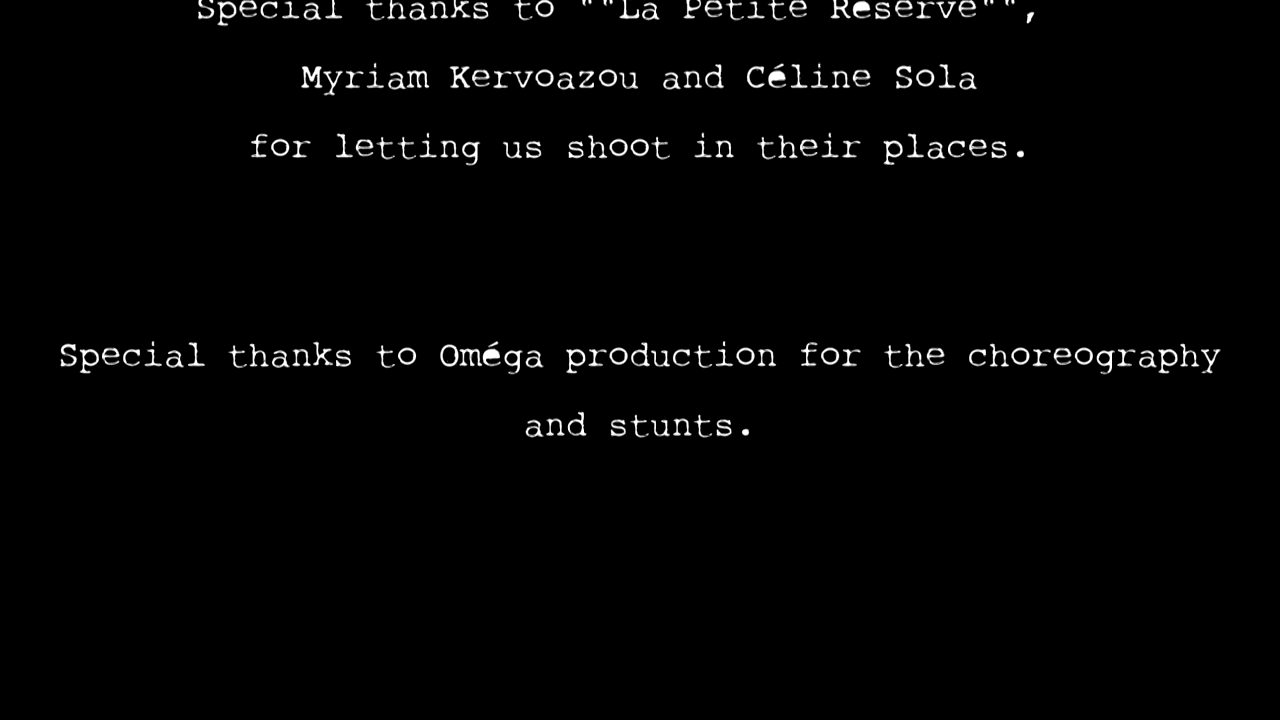 Special thanks to ""La Petite Reserve"",
Myriam Kervoazou and Céline Sola
for letting us shoot in their places.
Special thanks to Oméga production for the choreography
and stunts.